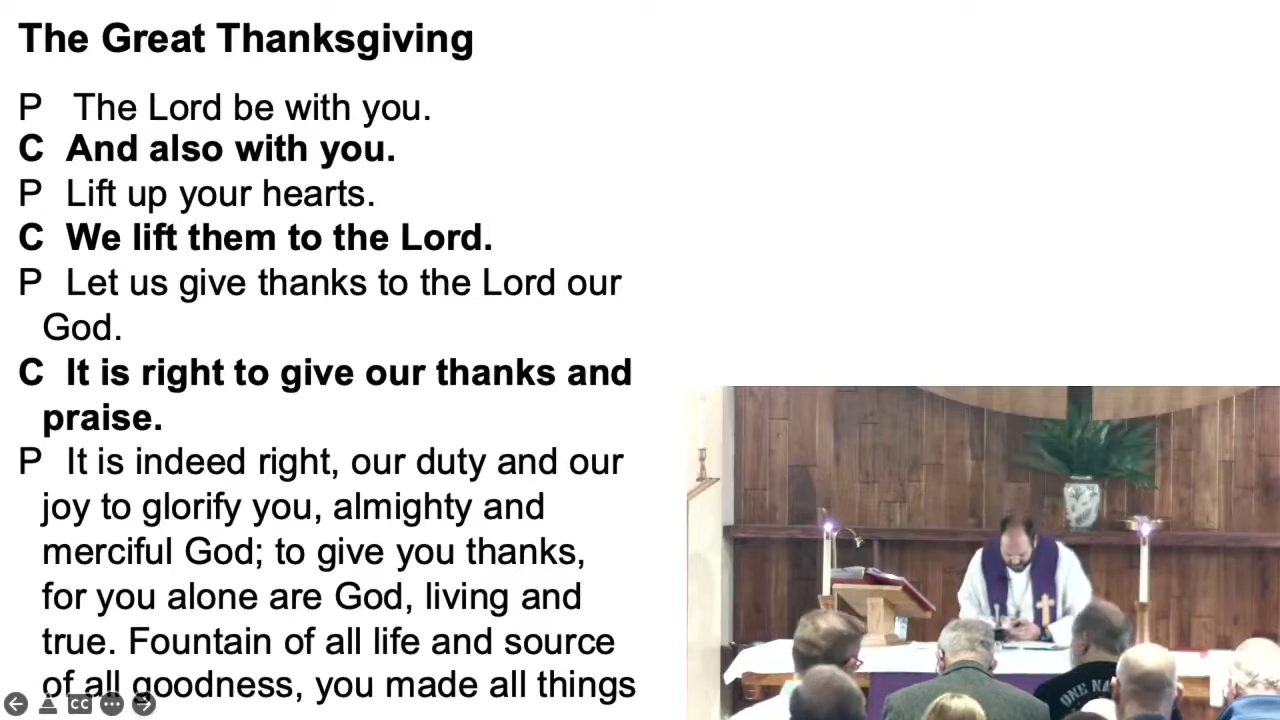 The Great Thanksgiving
P The Lord be with you.
C And also with you.
P Lift up your hearts.
C We lift them to the Lord.
P Let us give thanks to the Lord our
God.
C It is right to give our thanks and
praise.
P It is indeed right, our duty and our
joy to glorify you, almighty and
merciful God; to give you thanks,
for you alone are God, living and
true. Fountain of all life and source
of all goodness, you made all things
CC
ONE NA